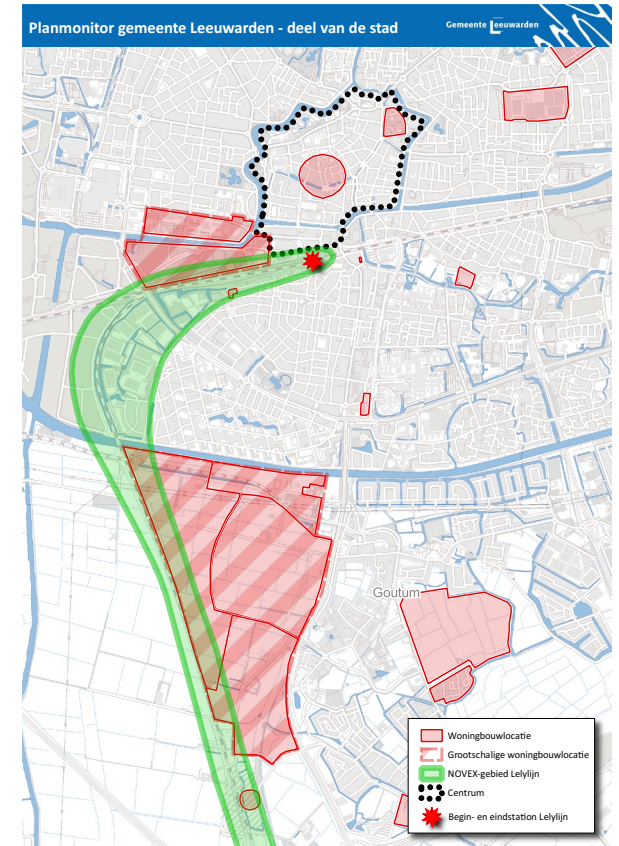 Planmonitor gemeente Leeuwarden - deel van de stad
Gemeente Leeuwarden
Goutum
Woningbouwlocatie
Grootschalige woningbouwlocatie
NOVEX-gebied Lelylijn
Centrum
Begin- en eindstation Lelylijn